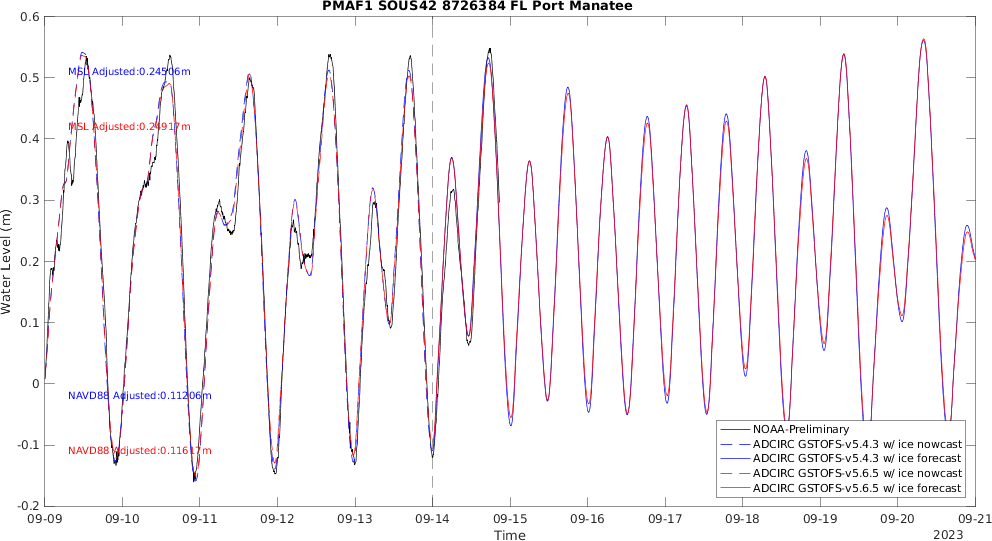 PMAF1 SOUS42 8726384 FL Port Manatee
0.6
0.5
0.4
0.3
0.2
0.1
0
-0.1
-0.2
Water Level (m)
MSL Adjusted:0.24506m
MSL Adjusted:0.24917m
NAVD88 Adjusted:0.11206m
NAVD88 Adjusted:0.11617m
NOAA-Preliminary
ADCIRC GSTOFS-v5.4.3 w/ ice nowcast
ADCIRC GSTOFS-v5.4.3 w/ ice forecast
ADCIRC GSTOFS-v5.6.5 w/ ice nowcast
ADCIRC GSTOFS-v5.6.5 w/ ice forecast
09-09 09-10 09-11 09-12 09-13 09-14 09-15 09-16 09-17 09-18 09-19 09-20 09-21
Time
2023